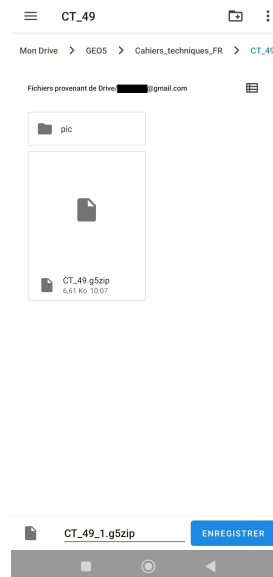 CT_49
Mon Drive > GEO5 > Cahiers_techniques_FR > CT_49
Fichiers provenant de Drive/@gmail.com
pic
CT_49.g5zip
6,61 Ko 10:07
CT_49_1.g5zip
ENREGISTRER